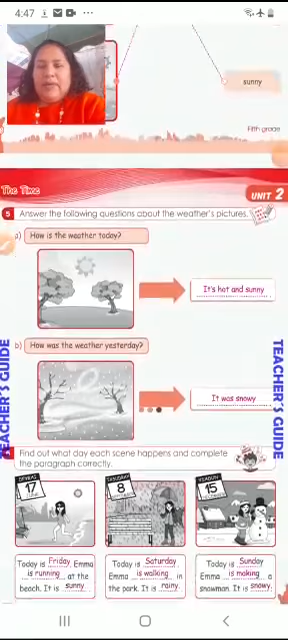 4:47
sunny
Fifth grade
The Time
UNIT 2
5 Answer the following questions about the weather's pictures.
a) How is the weather today?
It's hot and sunny
b) How was the weather yesterday?
It was snowy
TEACHER'S GUIDE
TEACHER'S GUIDE
Find out what day each scene happens and complete
the paragraph correctly.
17
8
15
Today is Friday. Emma
is running at the
beach. It is sunny
Today is Saturday
Emma is walking in
the park. It is rainy.
Today is Sunday
Emma is making a
snowman. It is snowy.